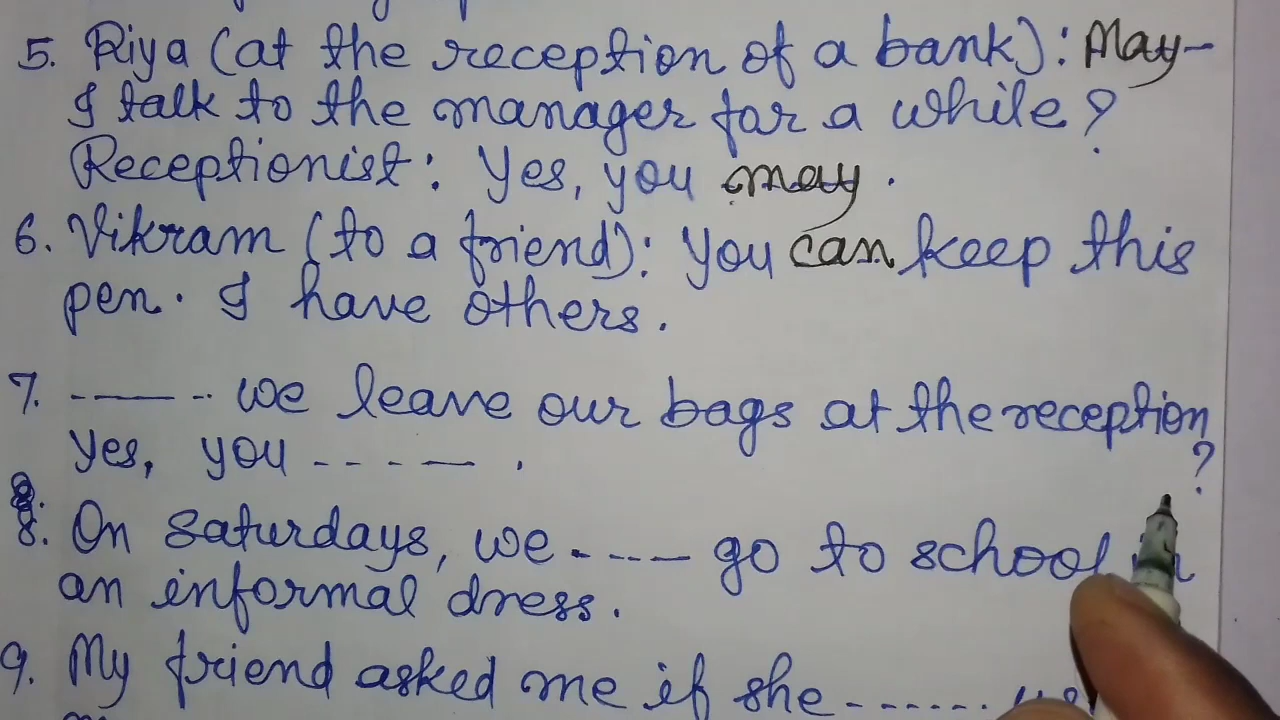 5. Riya (at the reception of a bank): May
I talk to the manager for a while?
Receptionist: Yes, you may.
6. Vikram (to a friend): You can keep this
pen. I have others.
7. ------ we leave our bags at the reception
?
Yes, you ------.
8. On Saturdays, we ------ go to school in
an informal dress.
9. My friend asked me if she ------